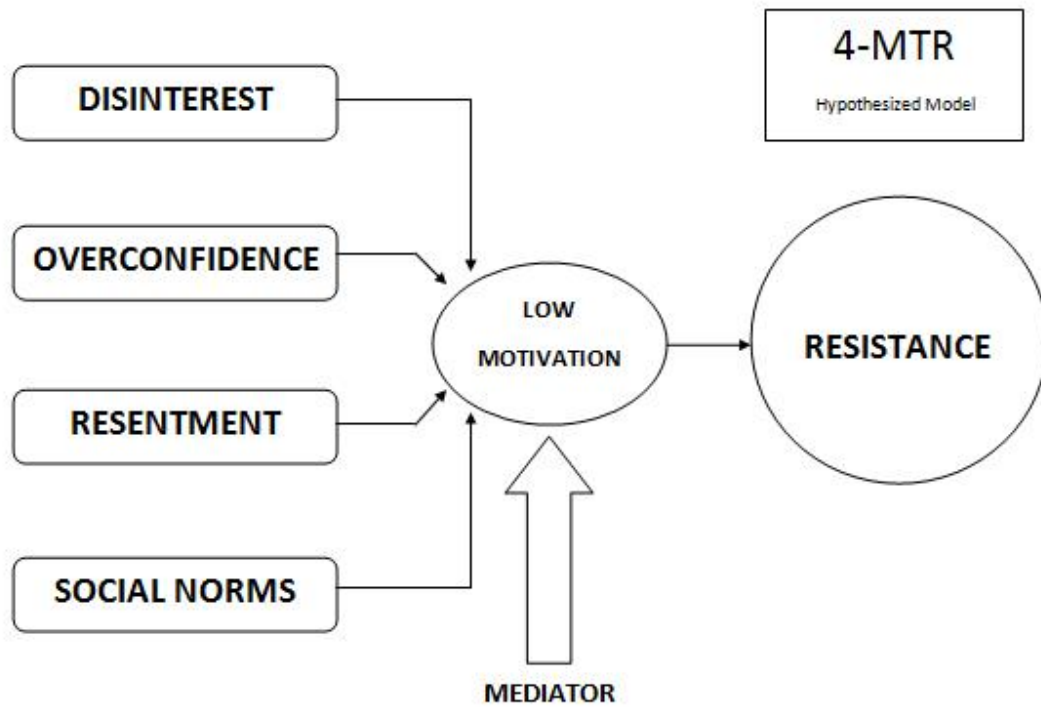 4-MTR
Hypothesized Model
DISINTEREST
OVERCONFIDENCE
RESENTMENT
SOCIAL NORMS
LOW
MOTIVATION
RESISTANCE
MEDIATOR